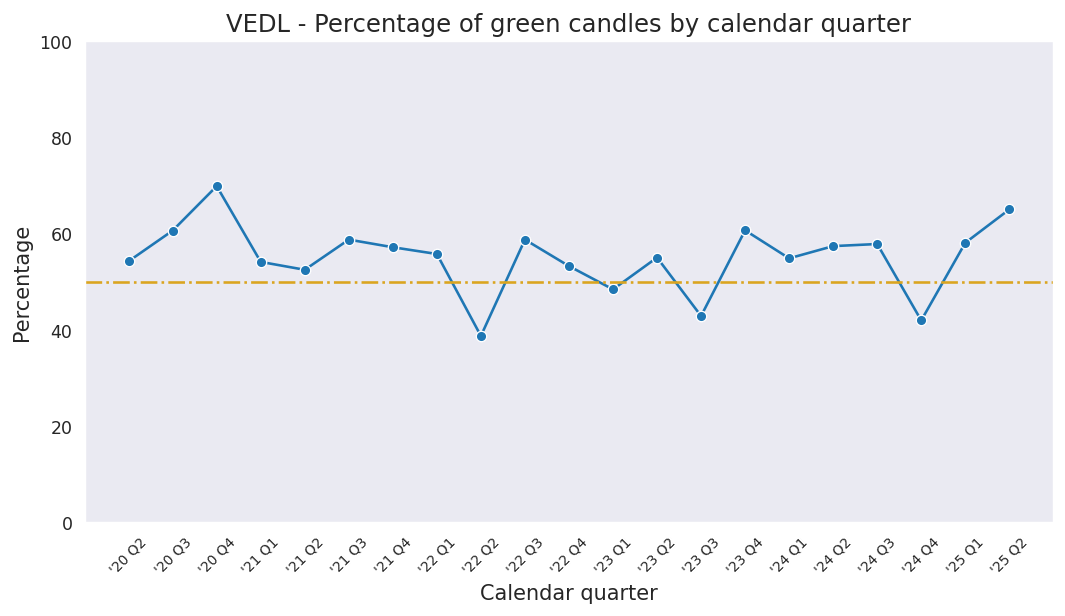 VEDL - Percentage of green candles by calendar quarter
100
80
60
40
20
0
Percentage
'20 Q2
'20 Q3
'20 Q4
'21 Q1
'21 Q2
'21 Q3
'21 Q4
'22 Q1
'22 Q2
'22 Q3
'22 Q4
'23 Q1
'23 Q2
'23 Q3
'23 Q4
'24 Q1
'24 Q2
'24 Q3
'24 Q4
'25 Q1
'25 Q2
Calendar quarter